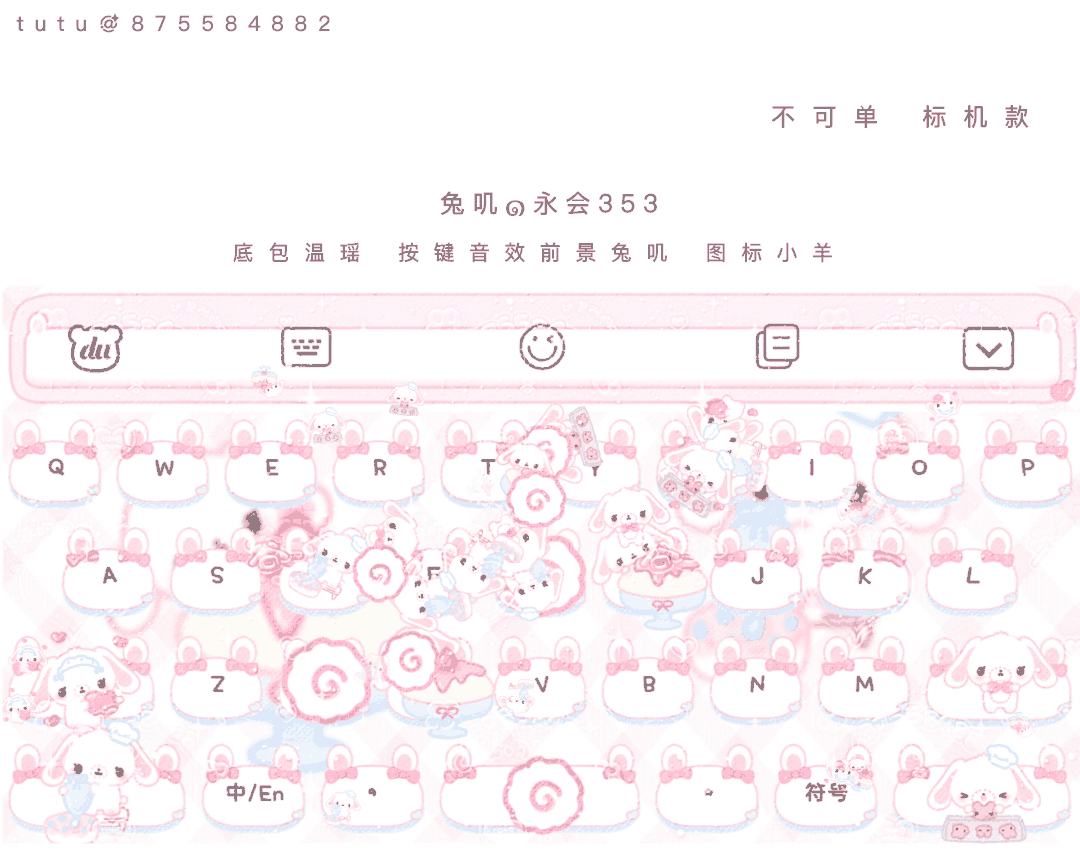 tutu@875584882
不可单 标机款
兔叽 永会353
底包温瑶 按键音效前景兔叽 图标小羊
du
Q W E R T Y I O P
A S J K L
Z V B N M
中/En , 。 符号